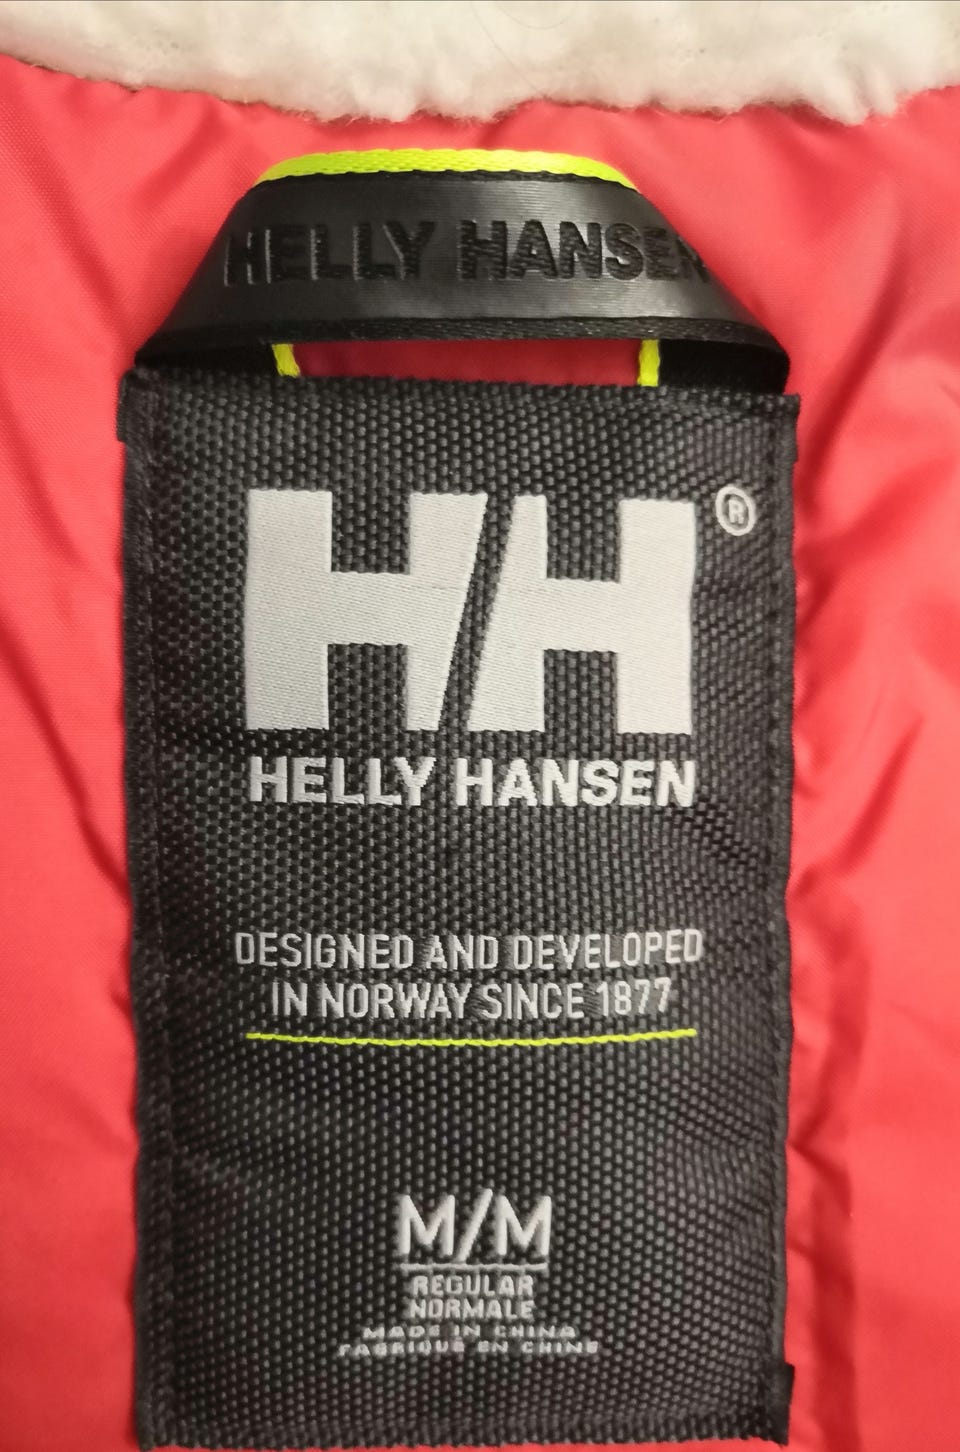 HELLY HANSEN
HH ®
HELLY HANSEN
DESIGNED AND DEVELOPED
IN NORWAY SINCE 1877
M/M
REGULAR
NORMALE
MADE IN CHINA
FABRIQUÉ EN CHINE